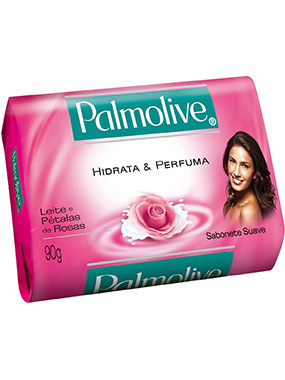 Palmolive®
HIDRATA & PERFUMA
Leite e
Pétalas
de Rosas
90g
Sabonete Suave
Palmolive